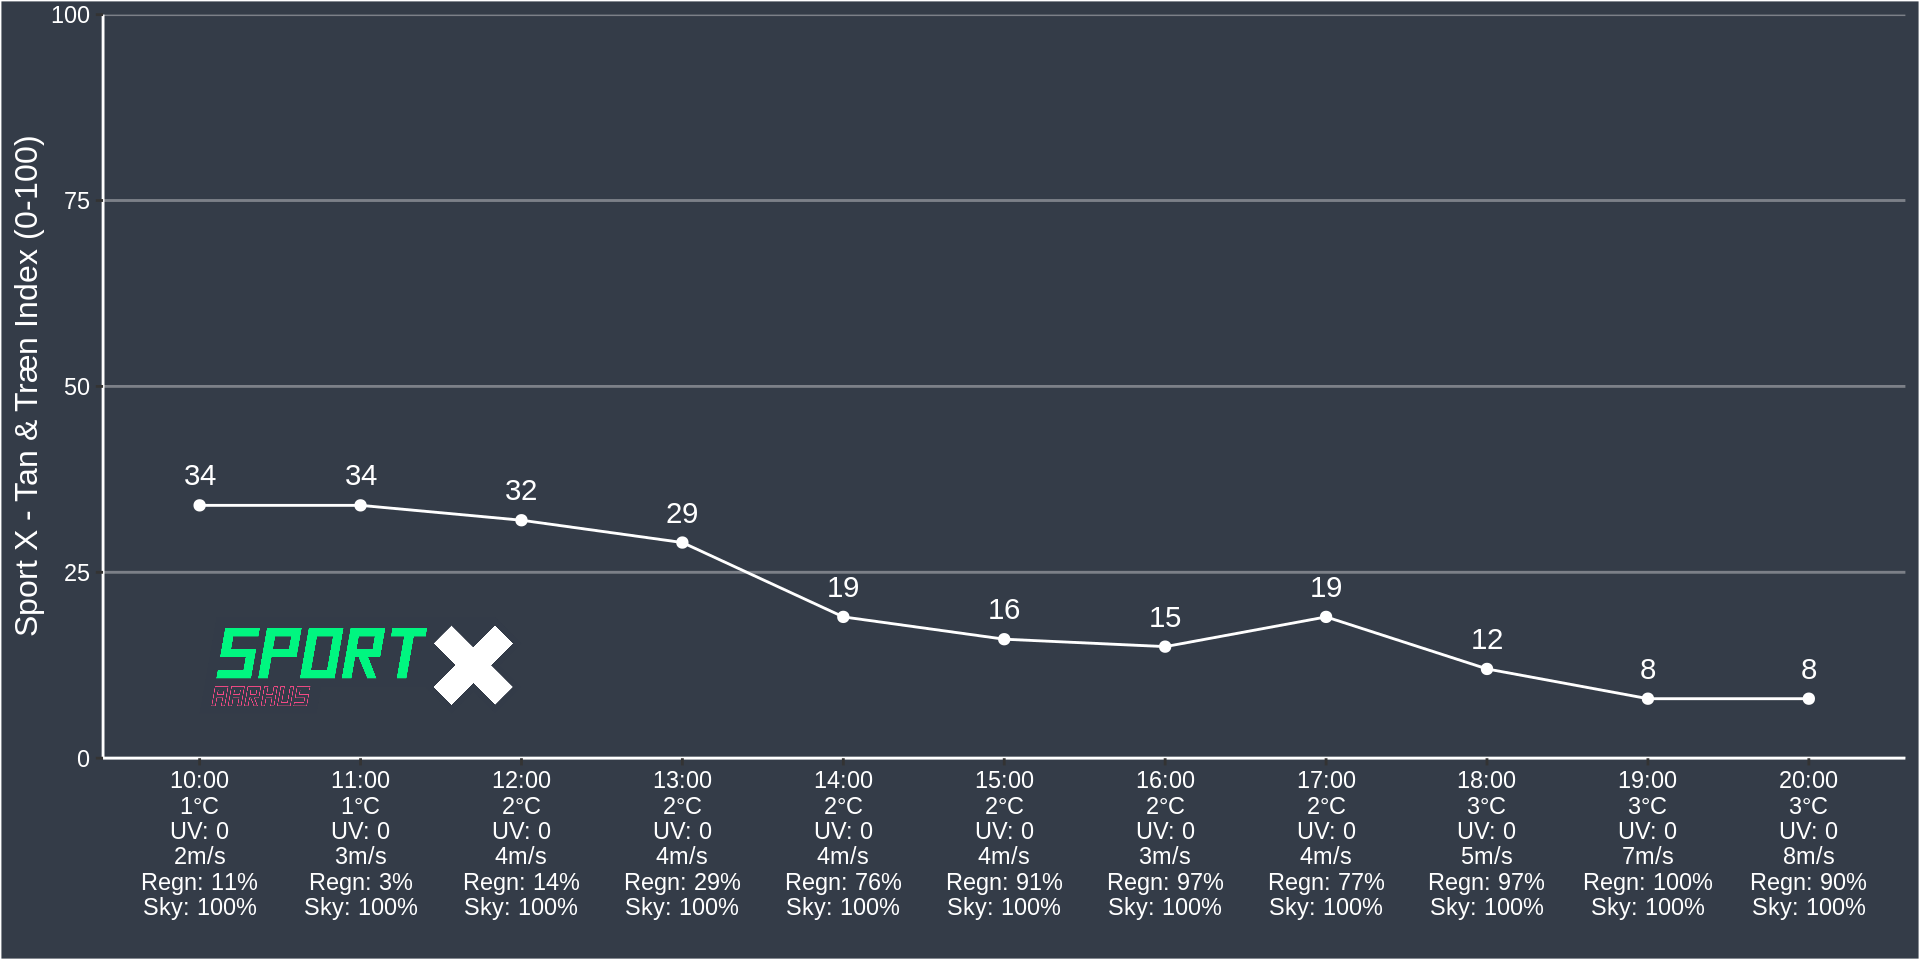 Sport X - Tan & Træn Index (0-100)
100
75
50
25
0
34
34
32
29
19
16
15
19
12
8
8
SPORT X
AARHUS
10:00
1°C
UV: 0
2m/s
Regn: 11%
Sky: 100%
11:00
1°C
UV: 0
3m/s
Regn: 3%
Sky: 100%
12:00
2°C
UV: 0
4m/s
Regn: 14%
Sky: 100%
13:00
2°C
UV: 0
4m/s
Regn: 29%
Sky: 100%
14:00
2°C
UV: 0
4m/s
Regn: 76%
Sky: 100%
15:00
2°C
UV: 0
4m/s
Regn: 91%
Sky: 100%
16:00
2°C
UV: 0
3m/s
Regn: 97%
Sky: 100%
17:00
2°C
UV: 0
4m/s
Regn: 77%
Sky: 100%
18:00
3°C
UV: 0
5m/s
Regn: 97%
Sky: 100%
19:00
3°C
UV: 0
7m/s
Regn: 100%
Sky: 100%
20:00
3°C
UV: 0
8m/s
Regn: 90%
Sky: 100%